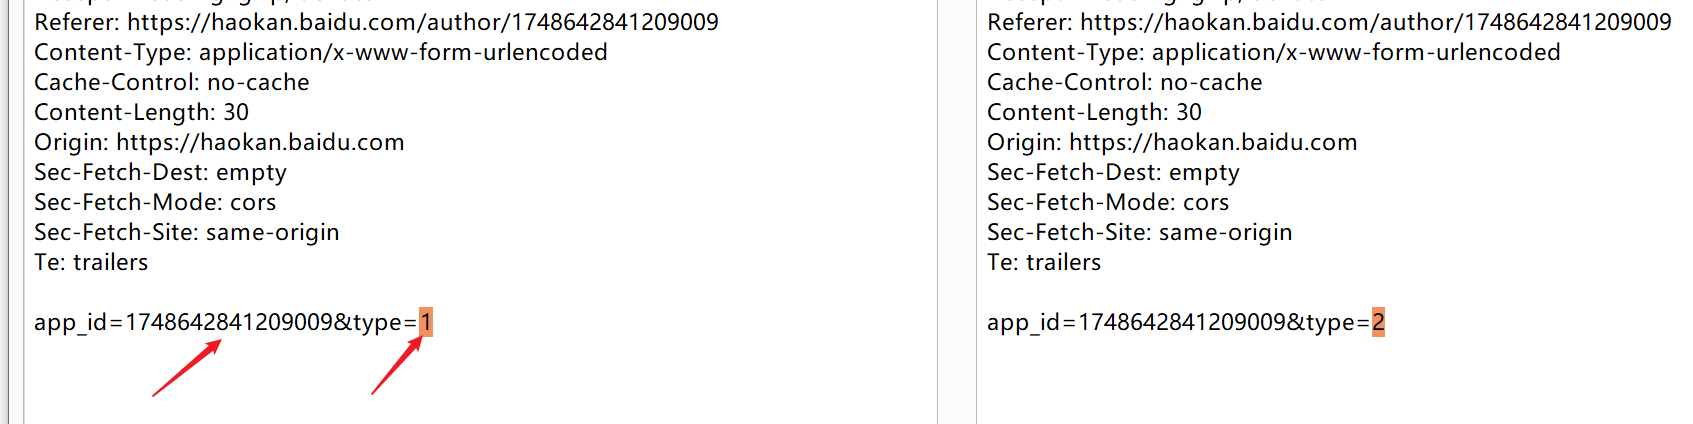 Referer: https://haokan.baidu.com/author/1748642841209009
Content-Type: application/x-www-form-urlencoded
Cache-Control: no-cache
Content-Length: 30
Origin: https://haokan.baidu.com
Sec-Fetch-Dest: empty
Sec-Fetch-Mode: cors
Sec-Fetch-Site: same-origin
Te: trailers
app_id=1748642841209009&type=1
Referer: https://haokan.baidu.com/author/1748642841209009
Content-Type: application/x-www-form-urlencoded
Cache-Control: no-cache
Content-Length: 30
Origin: https://haokan.baidu.com
Sec-Fetch-Dest: empty
Sec-Fetch-Mode: cors
Sec-Fetch-Site: same-origin
Te: trailers
app_id=1748642841209009&type=2